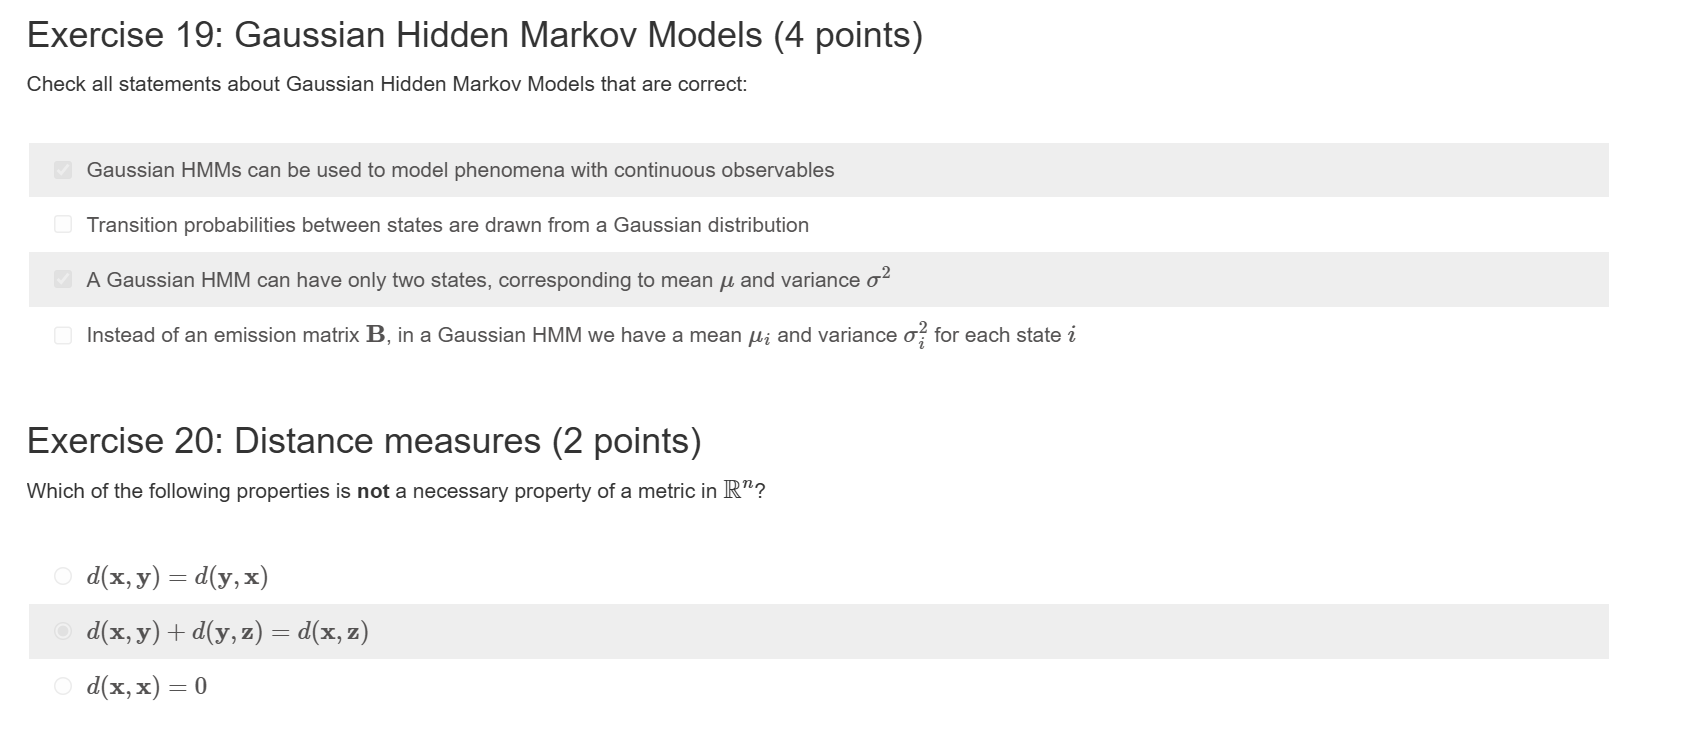 Exercise 19: Gaussian Hidden Markov Models (4 points)
Check all statements about Gaussian Hidden Markov Models that are correct:
Gaussian HMMs can be used to model phenomena with continuous observables
Transition probabilities between states are drawn from a Gaussian distribution
A Gaussian HMM can have only two states, corresponding to mean μ and variance σ²
Instead of an emission matrix B, in a Gaussian HMM we have a mean μᵢ and variance σᵢ² for each state i
Exercise 20: Distance measures (2 points)
Which of the following properties is not a necessary property of a metric in ℝⁿ?
d(x, y) = d(y, x)
d(x, y) + d(y, z) = d(x, z)
d(x, x) = 0